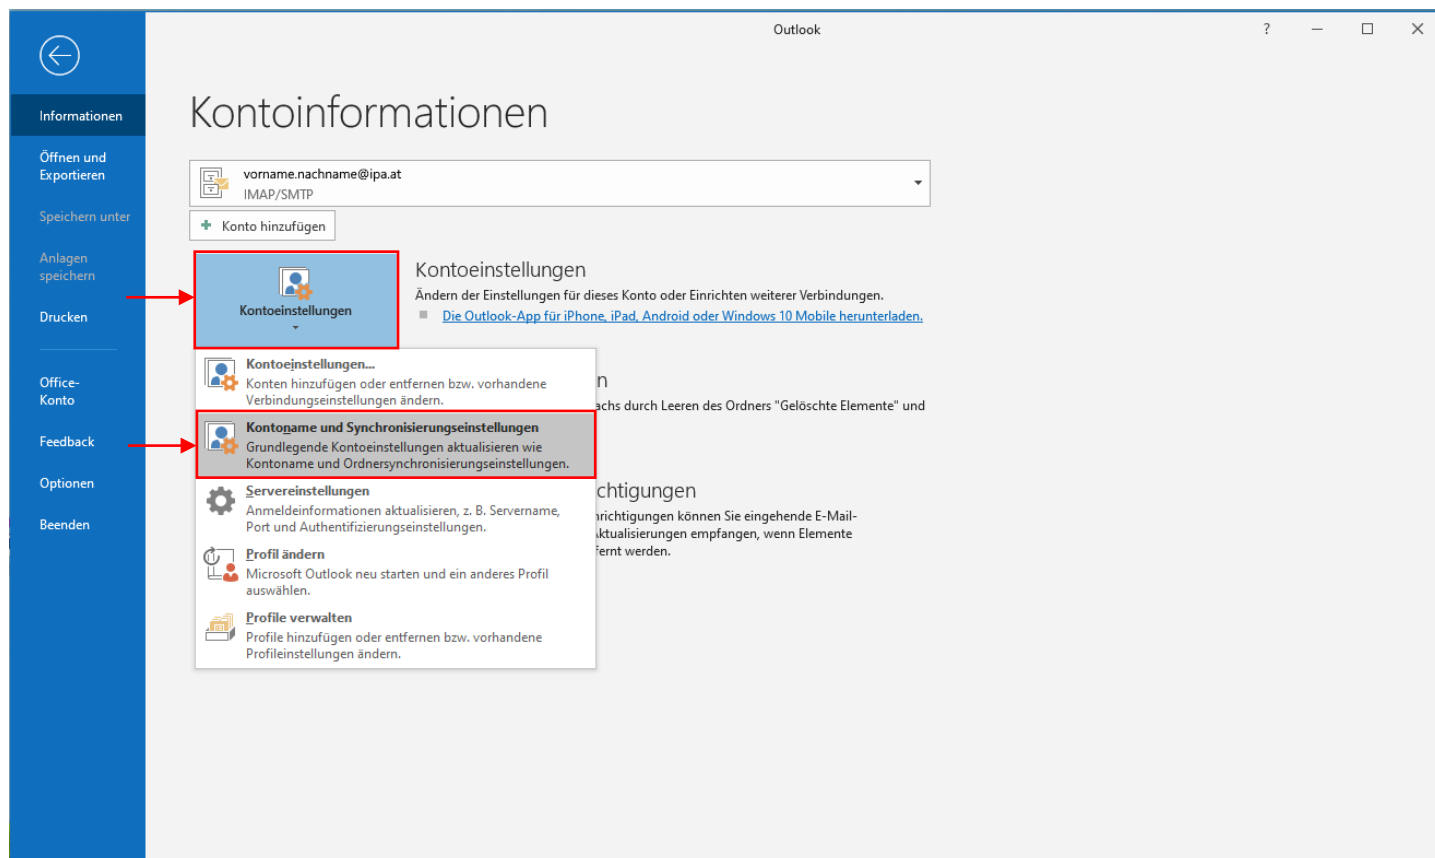 Outlook
?
Informationen
Öffnen und
Exportieren
Speichern unter
Anlagen
speichern
Drucken
Office-
Konto
Feedback
Optionen
Beenden
Kontoinformationen
vorname.nachname@ipa.at
IMAP/SMTP
Konto hinzufügen
Kontoeinstellungen
Kontoeinstellungen
Ändern der Einstellungen für dieses Konto oder Einrichten weiterer Verbindungen.
Die Outlook-App für iPhone, iPad, Android oder Windows 10 Mobile herunterladen.
Kontoeinstellungen...
Konten hinzufügen oder entfernen bzw. vorhandene
Verbindungseinstellungen ändern.
Kontoname und Synchronisierungseinstellungen
Grundlegende Kontoeinstellungen aktualisieren wie
Kontoname und Ordnersynchronisierungseinstellungen.
Servereinstellungen
Anmeldeinformationen aktualisieren, z. B. Servername,
Port und Authentifizierungseinstellungen.
Profil ändern
Microsoft Outlook neu starten und ein anderes Profil
auswählen.
Profile verwalten
Profile hinzufügen oder entfernen bzw. vorhandene
Profileinstellungen ändern.
n
achs durch Leeren des Ordners "Gelöschte Elemente" und
chtigungen
richtigungen können Sie eingehende E-Mail-
Aktualisierungen empfangen, wenn Elemente
fernt werden.